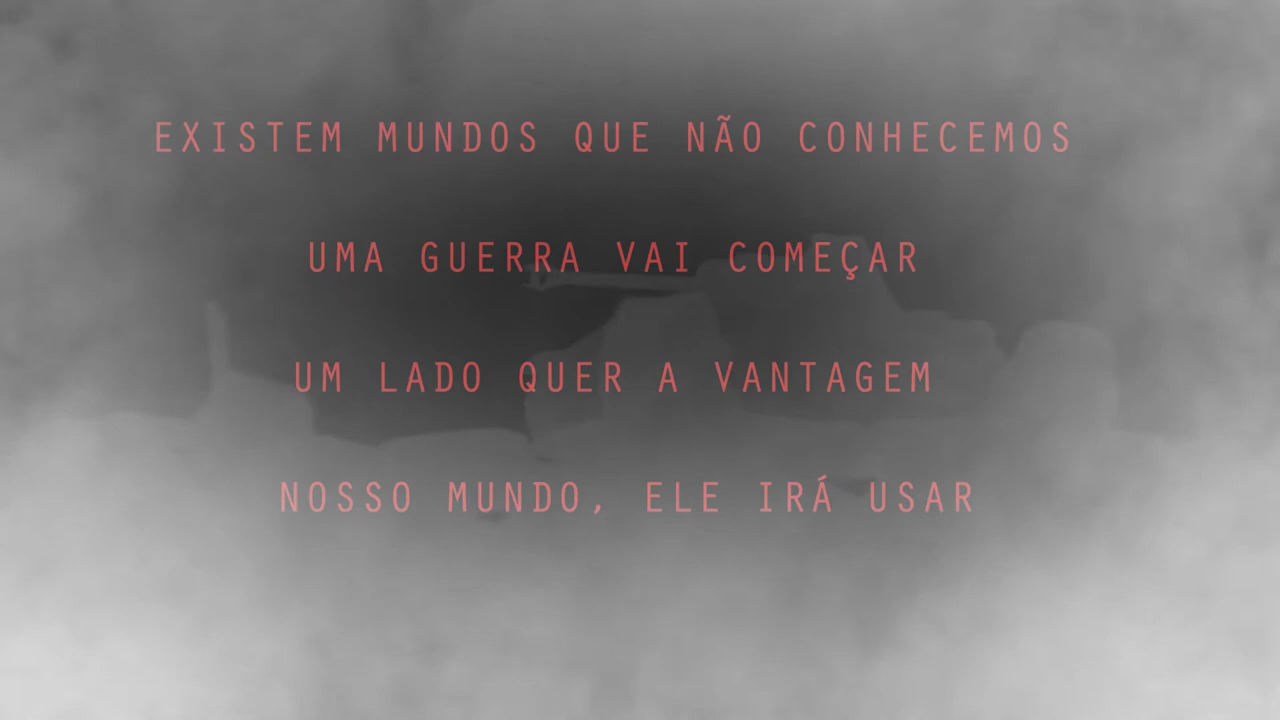 EXISTEM MUNDOS QUE NÃO CONHECEMOS
UMA GUERRA VAI COMEÇAR
UM LADO QUER A VANTAGEM
NOSSO MUNDO, ELE IRÁ USAR